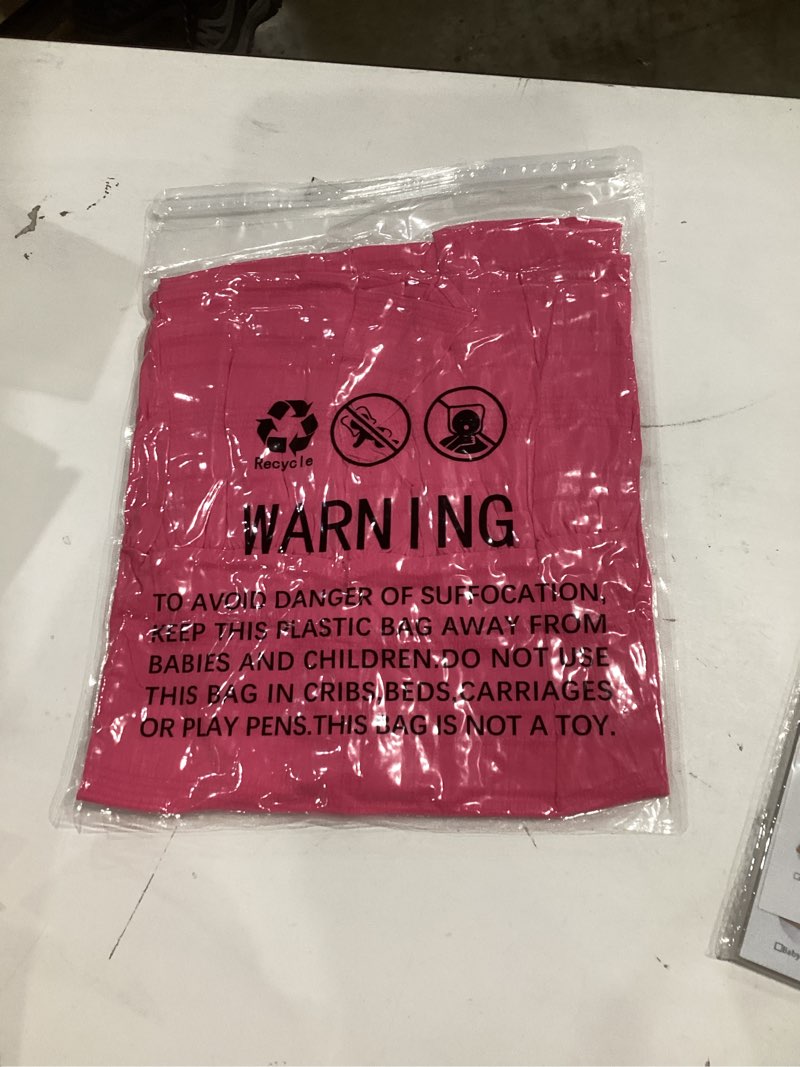 Recycle
WARNING
TO AVOID DANGER OF SUFFOCATION,
KEEP THIS PLASTIC BAG AWAY FROM
BABIES AND CHILDREN.DO NOT USE
THIS BAG IN CRIBS,BEDS.CARRIAGES
OR PLAY PENS.THIS BAG IS NOT A TOY.
Baby